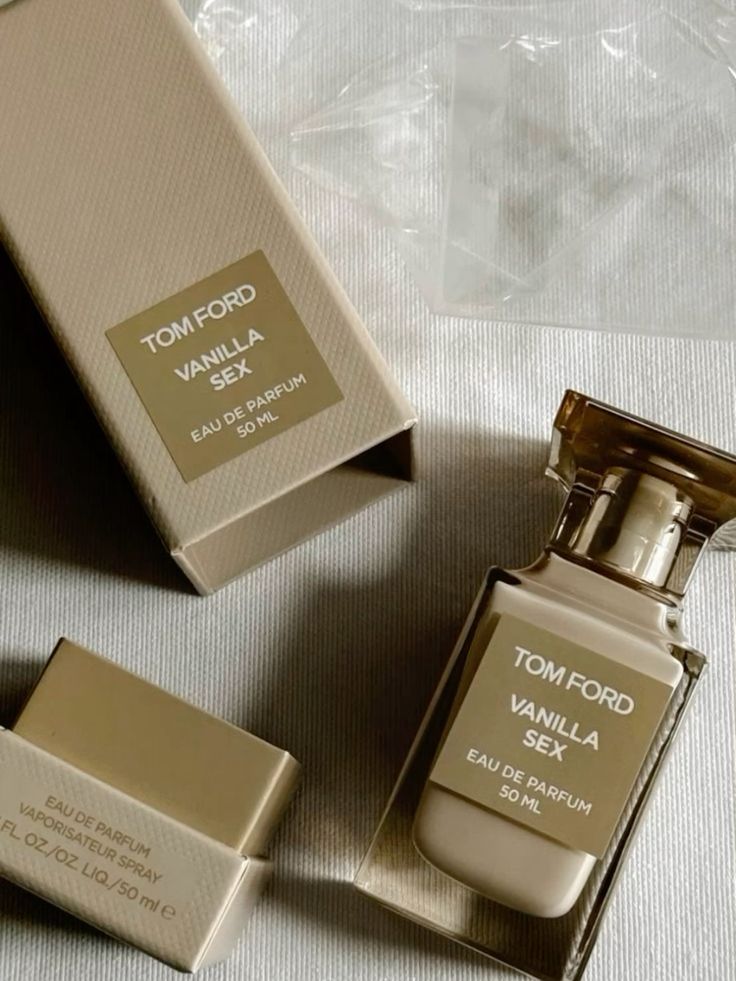 TOM FORD
VANILLA
SEX
EAU DE PARFUM
50 ML
TOM FORD
VANILLA
SEX
EAU DE PARFUM
50 ML
EAU DE PARFUM
VAPORISATEUR SPRAY
FL OZ./OZ. LIQ./50 ml e